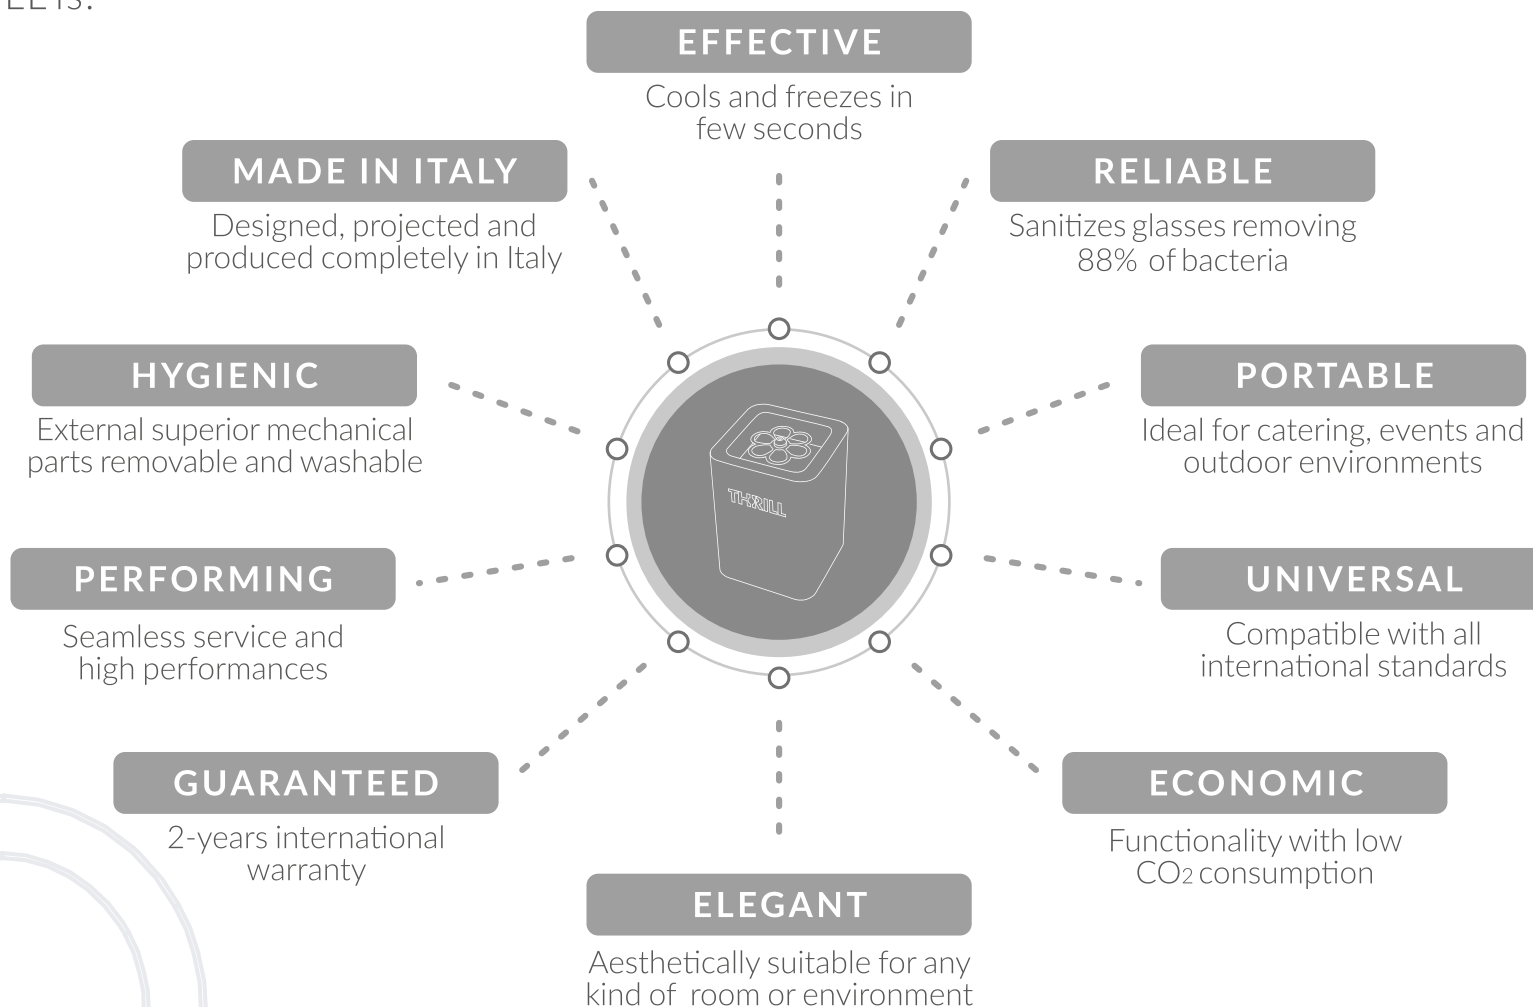 EFFECTIVE
Cools and freezes in
few seconds
MADE IN ITALY
Designed, projected and
produced completely in Italy
RELIABLE
Sanitizes glasses removing
88% of bacteria
HYGIENIC
External superior mechanical
parts removable and washable
PORTABLE
Ideal for catering, events and
outdoor environments
THRILL
PERFORMING
Seamless service and
high performances
UNIVERSAL
Compatible with all
international standards
GUARANTEED
2-years international
warranty
ECONOMIC
Functionality with low
CO2 consumption
ELEGANT
Aesthetically suitable for any
kind of room or environment